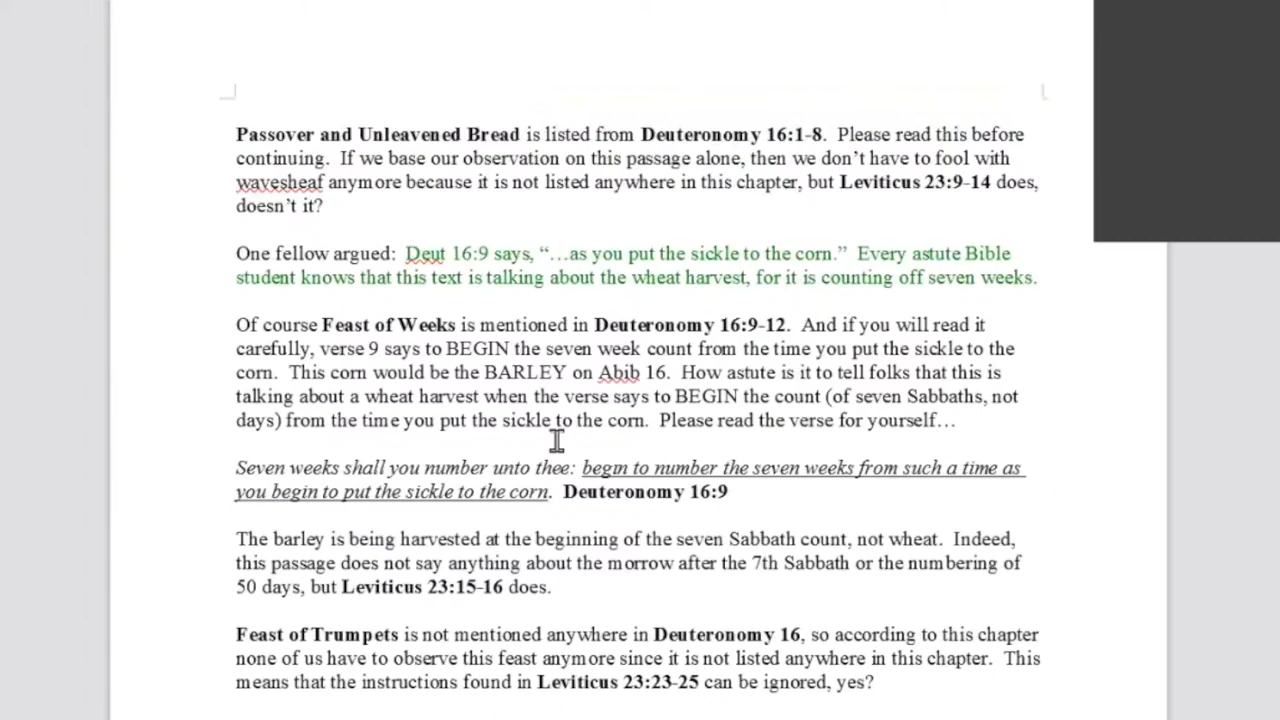 Passover and Unleavened Bread is listed from Deuteronomy 16:1-8.  Please read this before
continuing.  If we base our observation on this passage alone, then we don’t have to fool with
wavesheaf anymore because it is not listed anywhere in this chapter, but Leviticus 23:9-14 does,
doesn’t it?
One fellow argued:  Deut 16:9 says, “…as you put the sickle to the corn.”  Every astute Bible
student knows that this text is talking about the wheat harvest, for it is counting off seven weeks.
Of course Feast of Weeks is mentioned in Deuteronomy 16:9-12.  And if you will read it
carefully, verse 9 says to BEGIN the seven week count from the time you put the sickle to the
corn.  This corn would be the BARLEY on Abib 16.  How astute is it to tell folks that this is
talking about a wheat harvest when the verse says to BEGIN the count (of seven Sabbaths, not
days) from the time you put the sickle to the corn.  Please read the verse for yourself…
Seven weeks shall you number unto thee: begin to number the seven weeks from such a time as
you begin to put the sickle to the corn.  Deuteronomy 16:9
The barley is being harvested at the beginning of the seven Sabbath count, not wheat.  Indeed,
this passage does not say anything about the morrow after the 7th Sabbath or the numbering of
50 days, but Leviticus 23:15-16 does.
Feast of Trumpets is not mentioned anywhere in Deuteronomy 16, so according to this chapter
none of us have to observe this feast anymore since it is not listed anywhere in this chapter.  This
means that the instructions found in Leviticus 23:23-25 can be ignored, yes?